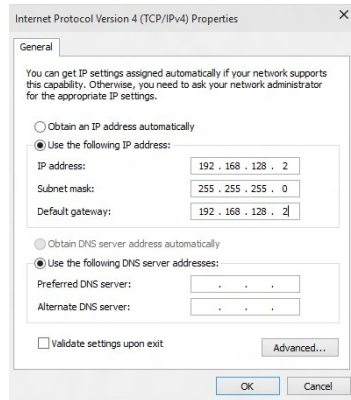 Internet Protocol Version 4 (TCP/IPv4) Properties
General
You can get IP settings assigned automatically if your network supports
this capability. Otherwise, you need to ask your network administrator
for the appropriate IP settings.
Obtain an IP address automatically
Use the following IP address:
IP address: 192 . 168 . 128 . 2
Subnet mask: 255 . 255 . 255 . 0
Default gateway: 192 . 168 . 128 . 2
Obtain DNS server address automatically
Use the following DNS server addresses:
Preferred DNS server: . . .
Alternate DNS server: . . .
Validate settings upon exit
Advanced...
OK Cancel